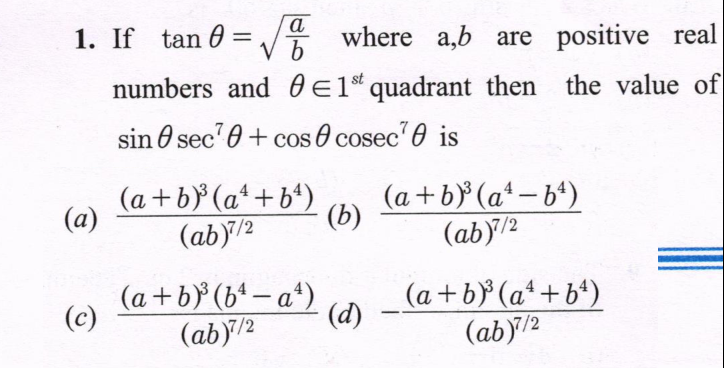 1. If tan θ = √(a/b) where a,b are positive real
numbers and θ ∈ 1ˢᵗ quadrant then the value of
sin θ sec⁷θ + cos θ cosec⁷θ is
(a) (a+b)³(a⁴+b⁴)/(ab)^7/2 (b) (a+b)³(a⁴−b⁴)/(ab)^7/2
(c) (a+b)³(b⁴−a⁴)/(ab)^7/2 (d) −(a+b)³(a⁴+b⁴)/(ab)^7/2